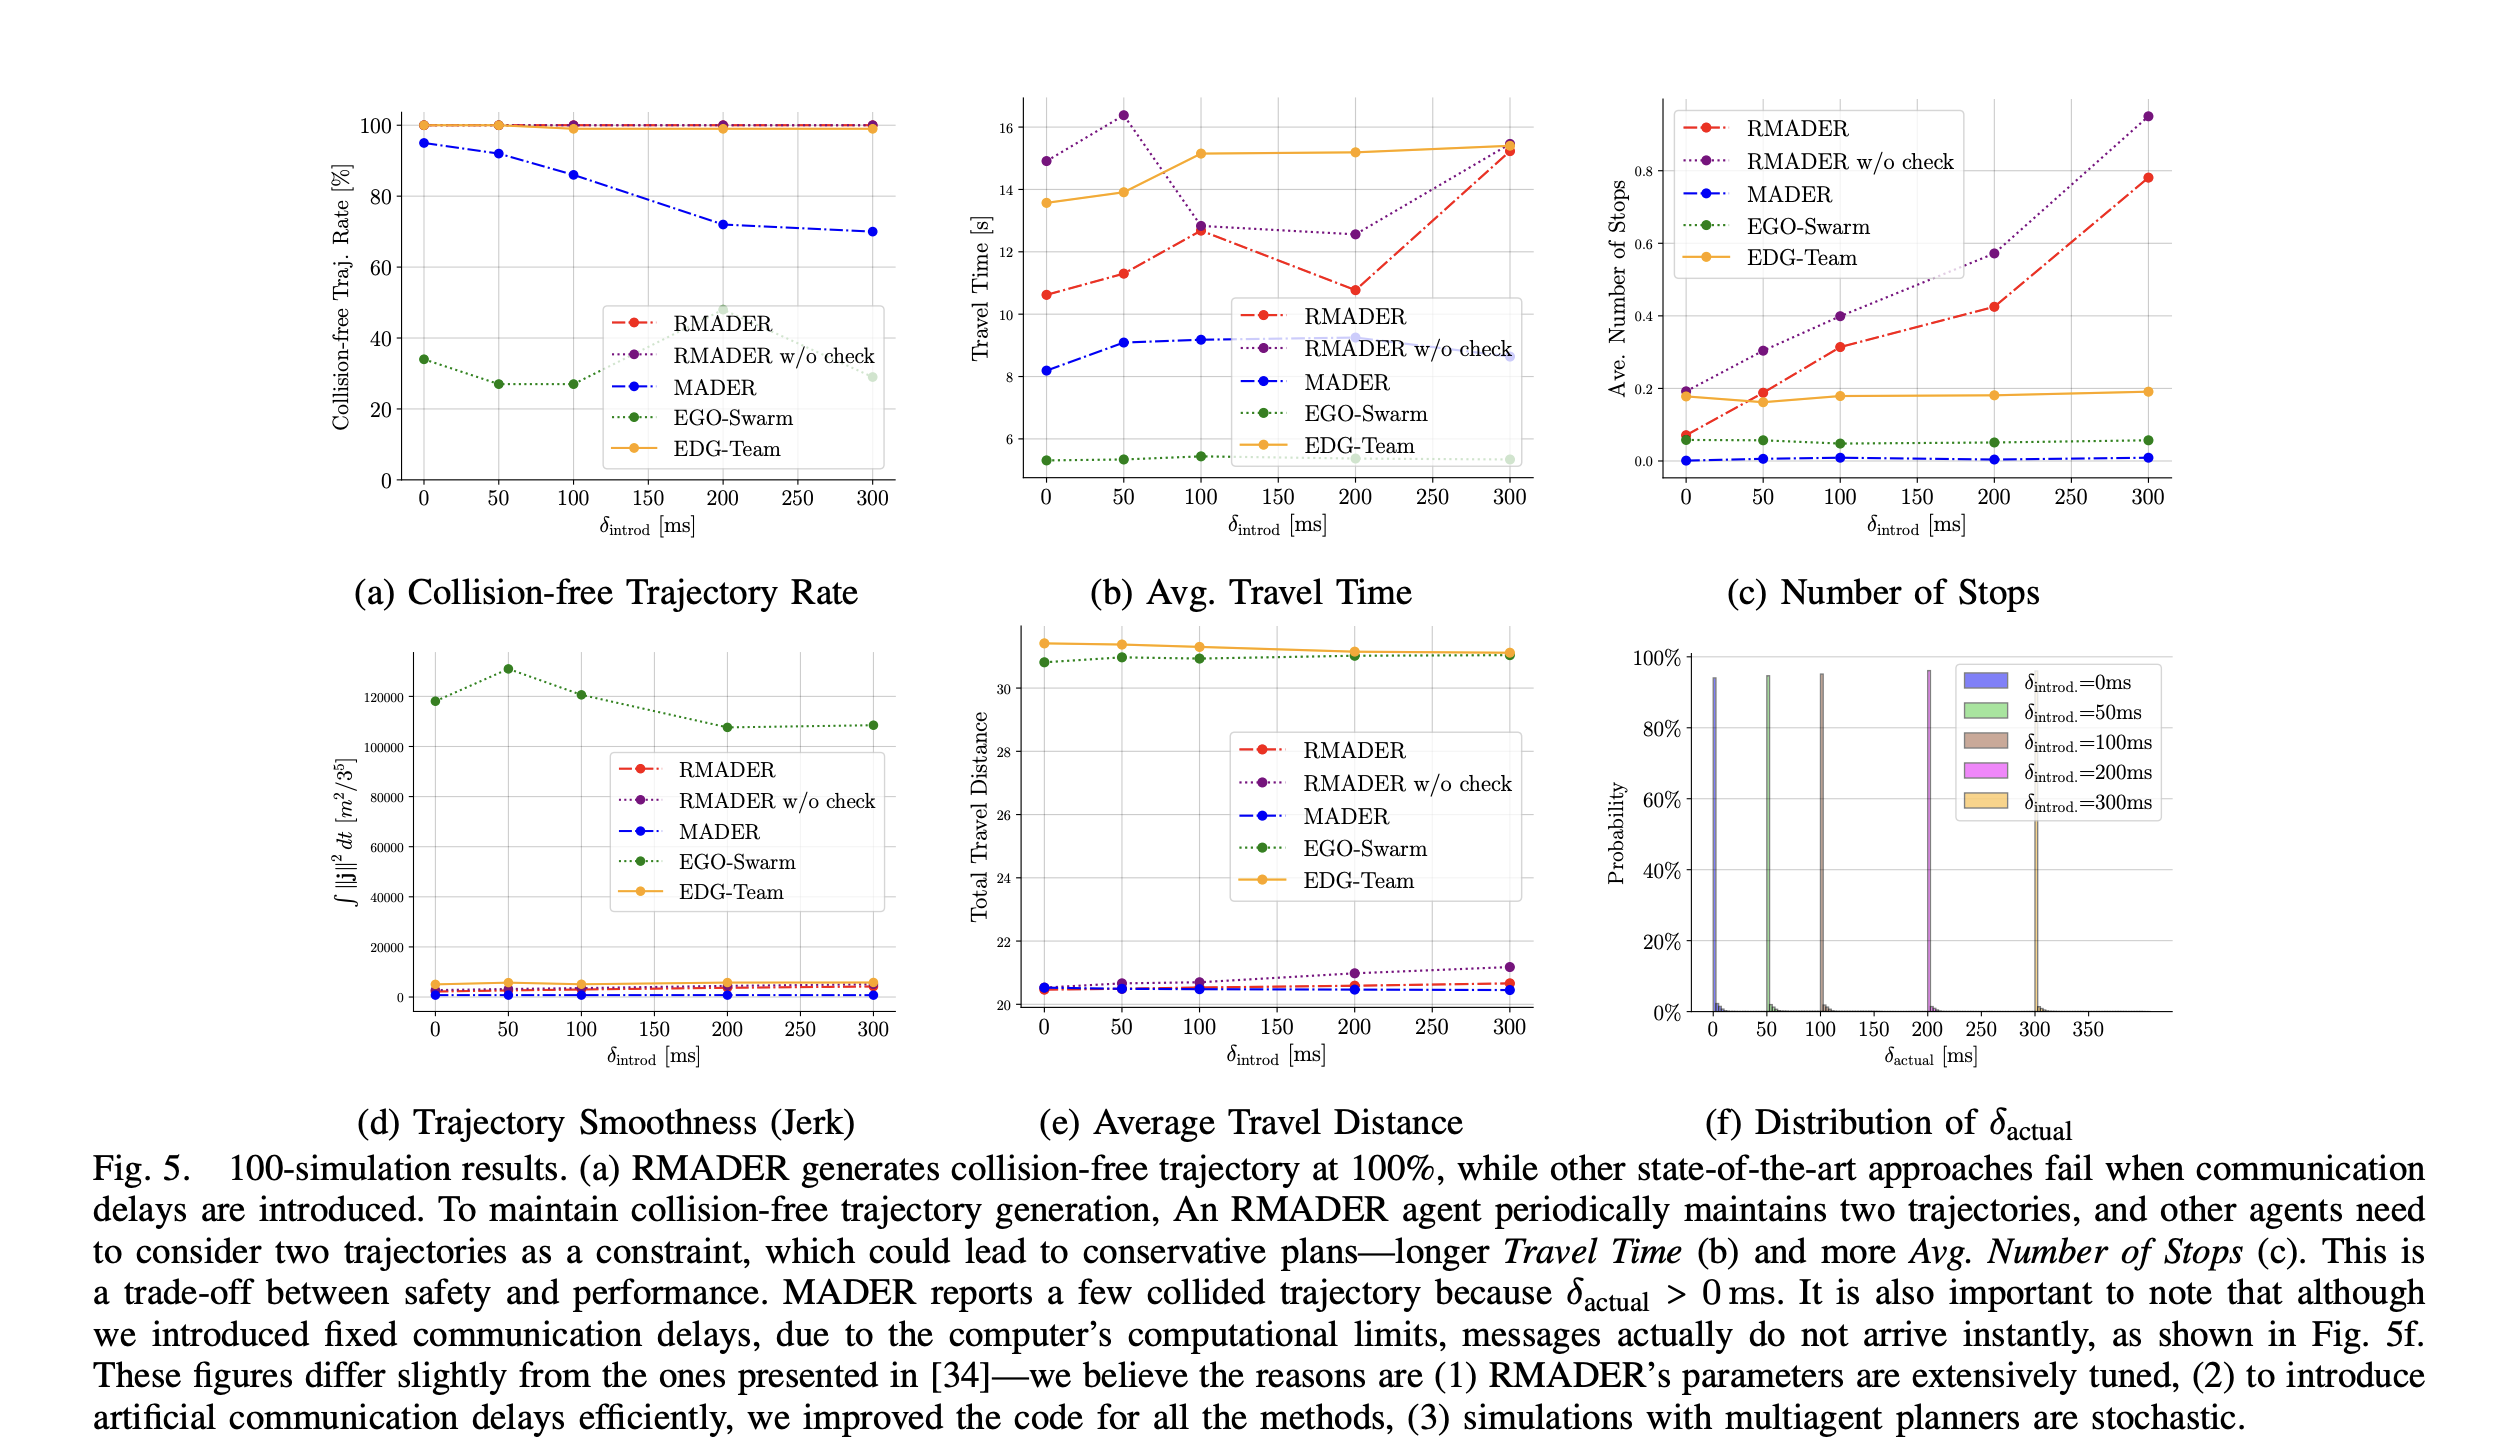 Collision-free Traj. Rate [%]
100
80
60
40
20
0
RMADER
RMADER w/o check
MADER
EGO-Swarm
EDG-Team
0 50 100 150 200 250 300
δintrod [ms]
(a) Collision-free Trajectory Rate
Travel Time [s]
16
14
12
10
8
6
RMADER
RMADER w/o check
MADER
EGO-Swarm
EDG-Team
0 50 100 150 200 250 300
δintrod [ms]
(b) Avg. Travel Time
Ave. Number of Stops
0.8
0.6
0.4
0.2
0.0
RMADER
RMADER w/o check
MADER
EGO-Swarm
EDG-Team
0 50 100 150 200 250 300
δintrod [ms]
(c) Number of Stops
∫ ||j||² dt [m²/3⁵]
120000
100000
80000
60000
40000
20000
0
RMADER
RMADER w/o check
MADER
EGO-Swarm
EDG-Team
0 50 100 150 200 250 300
δintrod [ms]
(d) Trajectory Smoothness (Jerk)
Total Travel Distance
30
28
26
24
22
20
RMADER
RMADER w/o check
MADER
EGO-Swarm
EDG-Team
0 50 100 150 200 250 300
δintrod [ms]
(e) Average Travel Distance
Probability
100%
80%
60%
40%
20%
0%
δintrod.=0ms
δintrod.=50ms
δintrod.=100ms
δintrod.=200ms
δintrod.=300ms
0 50 100 150 200 250 300 350
δactual [ms]
(f) Distribution of δactual
Fig. 5. 100-simulation results. (a) RMADER generates collision-free trajectory at 100%, while other state-of-the-art approaches fail when communication
delays are introduced. To maintain collision-free trajectory generation, An RMADER agent periodically maintains two trajectories, and other agents need
to consider two trajectories as a constraint, which could lead to conservative plans—longer Travel Time (b) and more Avg. Number of Stops (c). This is
a trade-off between safety and performance. MADER reports a few collided trajectory because δactual > 0 ms. It is also important to note that although
we introduced fixed communication delays, due to the computer's computational limits, messages actually do not arrive instantly, as shown in Fig. 5f.
These figures differ slightly from the ones presented in [34]—we believe the reasons are (1) RMADER's parameters are extensively tuned, (2) to introduce
artificial communication delays efficiently, we improved the code for all the methods, (3) simulations with multiagent planners are stochastic.